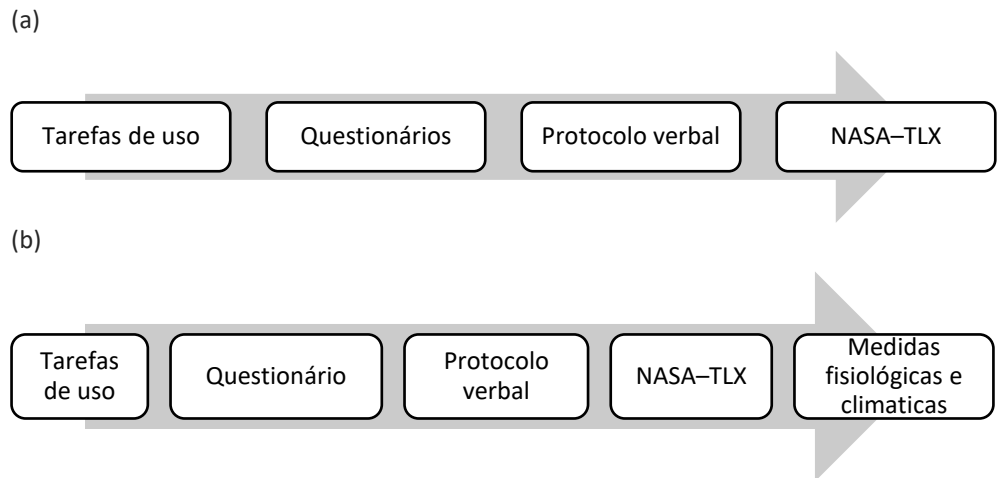 (a)
Tarefas de uso
Questionários
Protocolo verbal
NASA–TLX
(b)
Tarefas
de uso
Questionário
Protocolo
verbal
NASA–TLX
Medidas
fisiológicas e
climaticas